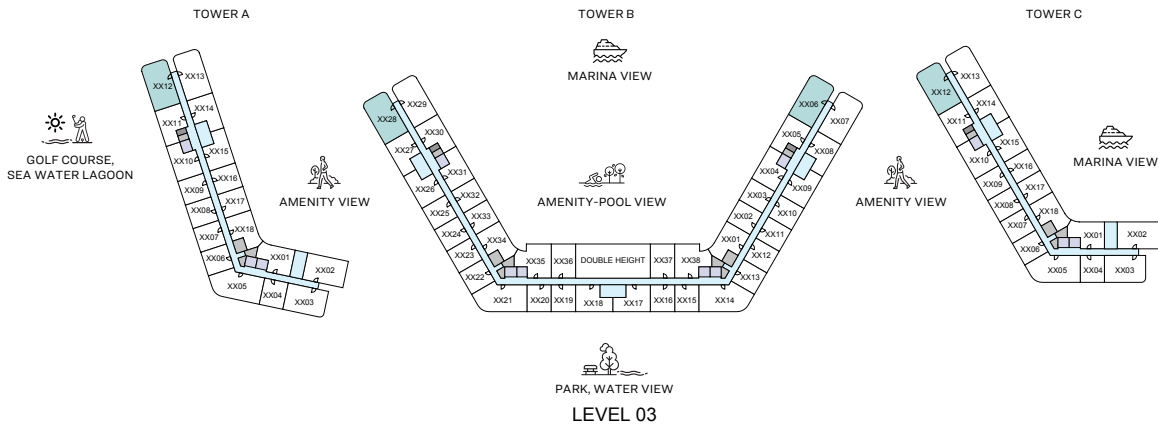 TOWER A
TOWER B
TOWER C
MARINA VIEW
GOLF COURSE,
SEA WATER LAGOON
AMENITY VIEW
AMENITY-POOL VIEW
AMENITY VIEW
MARINA VIEW
XX12
XX13
XX14
XX11
XX15
XX10
XX16
XX09
XX17
XX08
XX07
XX18
XX06
XX01
XX02
XX05
XX04
XX03
XX29
XX28
XX30
XX27
XX31
XX26
XX32
XX25
XX33
XX24
XX34
XX23
XX22
XX21
XX35
XX36
DOUBLE HEIGHT
XX37
XX38
XX20
XX19
XX18
XX17
XX16
XX15
XX14
XX06
XX07
XX05
XX08
XX04
XX09
XX03
XX10
XX02
XX11
XX01
XX12
XX13
XX13
XX12
XX14
XX11
XX15
XX10
XX16
XX09
XX17
XX08
XX18
XX07
XX06
XX01
XX02
XX05
XX04
XX03
PARK, WATER VIEW
LEVEL 03